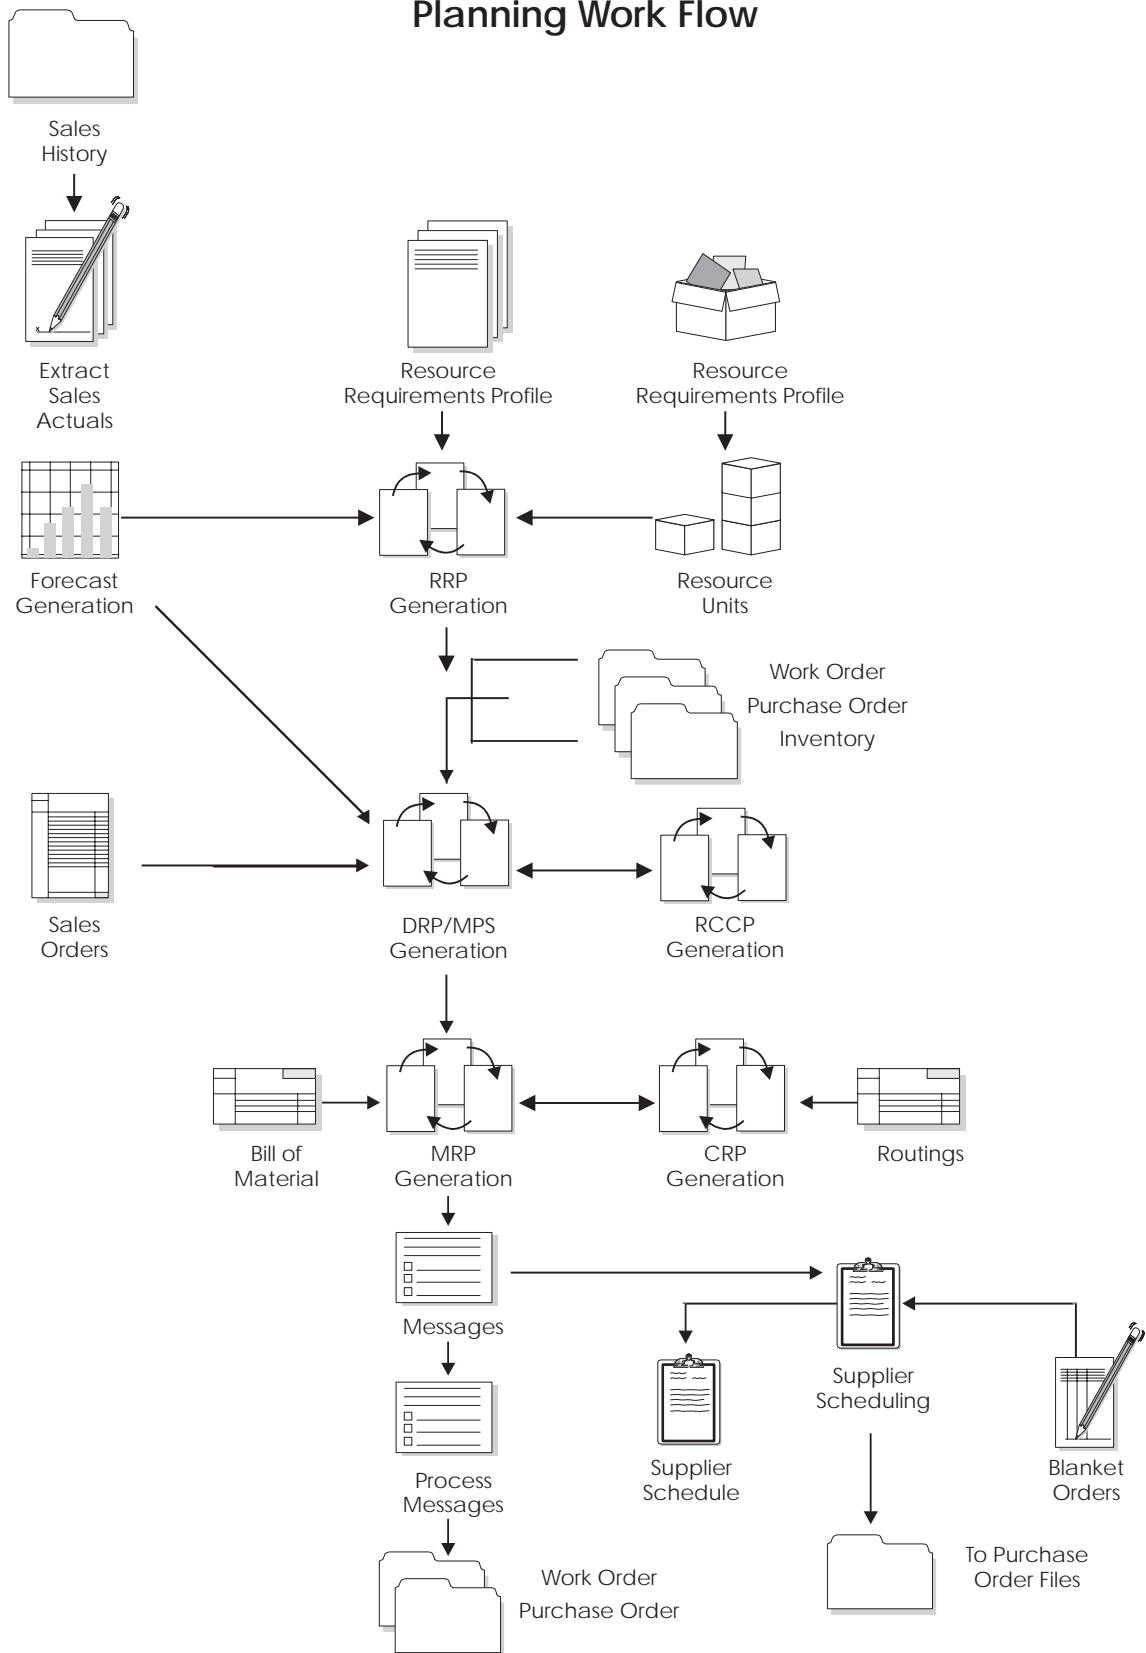 Planning Work Flow
Sales
History
Extract
Sales
Actuals
Resource
Requirements Profile
Resource
Requirements Profile
Forecast
Generation
RRP
Generation
Resource
Units
Work Order
Purchase Order
Inventory
Sales
Orders
DRP/MPS
Generation
RCCP
Generation
Bill of
Material
MRP
Generation
CRP
Generation
Routings
Messages
Supplier
Scheduling
Process
Messages
Supplier
Schedule
Blanket
Orders
Work Order
Purchase Order
To Purchase
Order Files